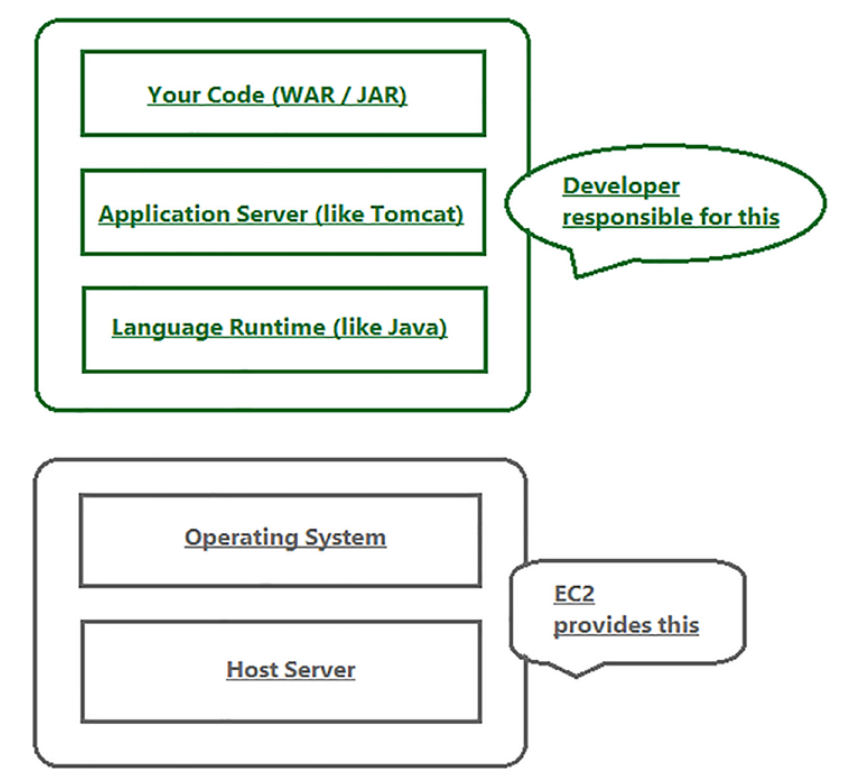 Your Code (WAR / JAR)
Application Server (like Tomcat)
Developer
responsible for this
Language Runtime (like Java)
Operating System
EC2
provides this
Host Server